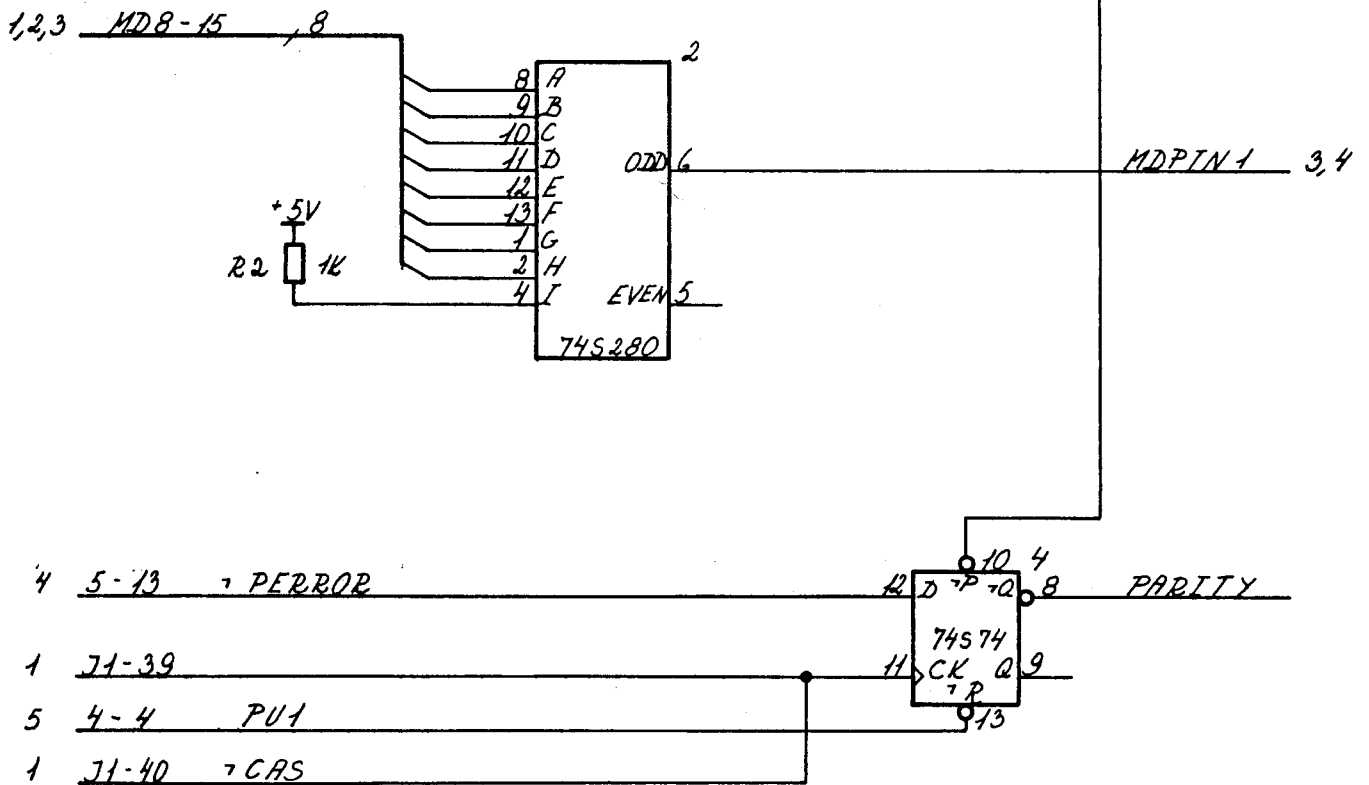 1,2,3 MD8-15 , 8
2
8 A
9 B
10 C
11 D
ODD 6
MDPIN1 3,4
12 E
+5V
13 F
1 G
R2 1K
2 H
4 I
EVEN 5
74S280
10 4
4 5-13 ¬PERROR
12 D ¬P ¬Q 8
PARITY
74S74
1 J1-39
11 CK Q 9
¬R
5 4-4 PU1
13
1 J1-40 ¬CAS